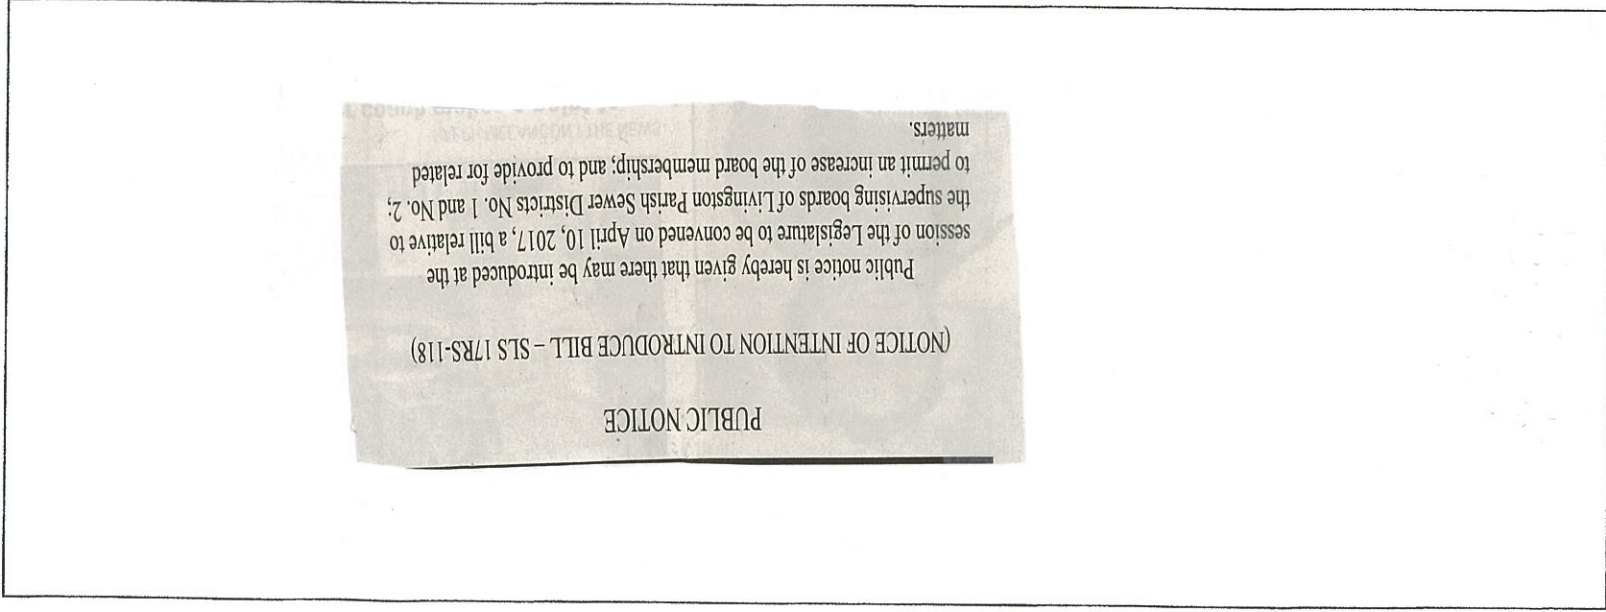 PUBLIC NOTICE
(NOTICE OF INTENTION TO INTRODUCE BILL – SLS 17RS-118)
Public notice is hereby given that there may be introduced at the
session of the Legislature to be convened on April 10, 2017, a bill relative to
the supervising boards of Livingston Parish Sewer Districts No. 1 and No. 2;
to permit an increase of the board membership; and to provide for related
matters.